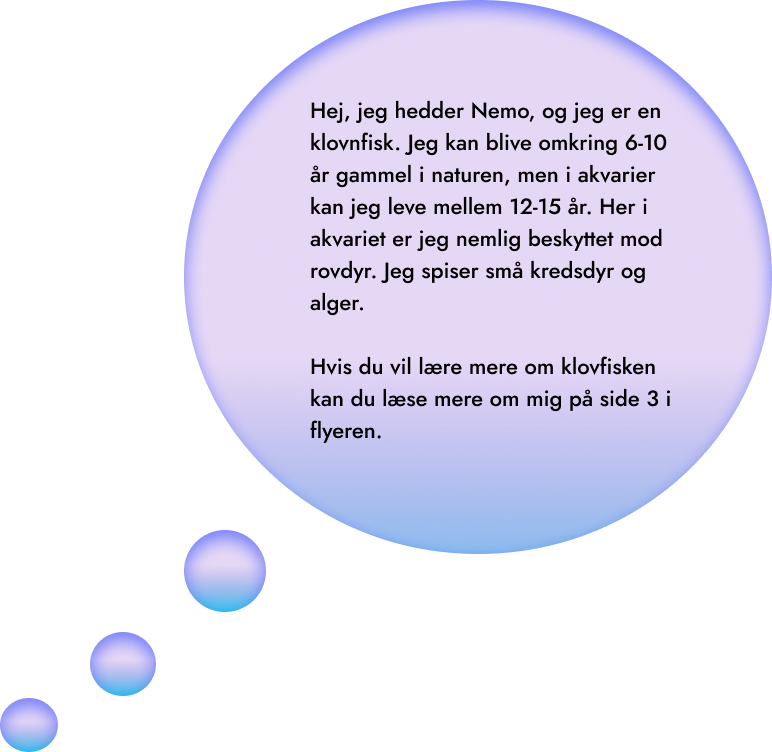 Hej, jeg hedder Nemo, og jeg er en
klovnfisk. Jeg kan blive omkring 6-10
år gammel i naturen, men i akvarier
kan jeg leve mellem 12-15 år. Her i
akvariet er jeg nemlig beskyttet mod
rovdyr. Jeg spiser små kredsdyr og
alger.
Hvis du vil lære mere om klovfisken
kan du læse mere om mig på side 3 i
flyeren.